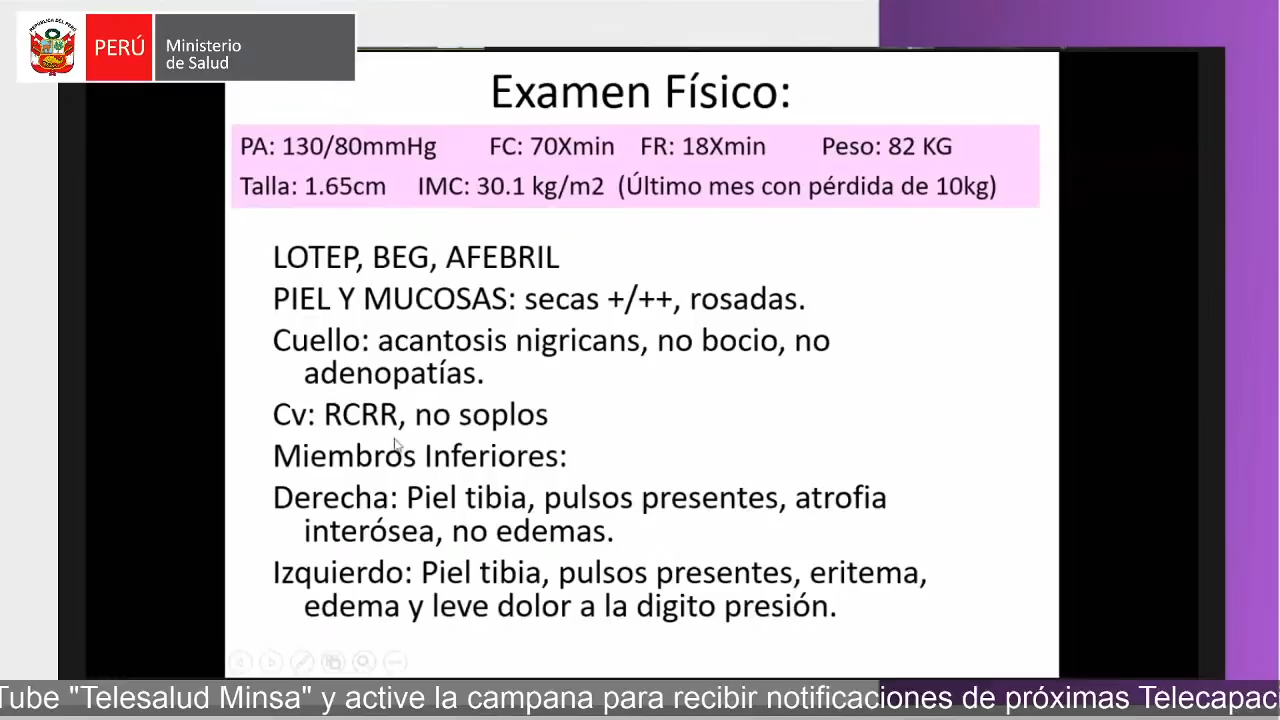 REPÚBLICA DEL PERÚ
PERÚ
Ministerio
de Salud
Examen Físico:
PA: 130/80mmHg FC: 70Xmin FR: 18Xmin Peso: 82 KG
Talla: 1.65cm IMC: 30.1 kg/m2 (Último mes con pérdida de 10kg)
LOTEP, BEG, AFEBRIL
PIEL Y MUCOSAS: secas +/++, rosadas.
Cuello: acantosis nigricans, no bocio, no
adenopatías.
Cv: RCRR, no soplos
Miembros Inferiores:
Derecha: Piel tibia, pulsos presentes, atrofia
interósea, no edemas.
Izquierdo: Piel tibia, pulsos presentes, eritema,
edema y leve dolor a la digito presión.
Tube "Telesalud Minsa" y active la campana para recibir notificaciones de próximas Telecapac